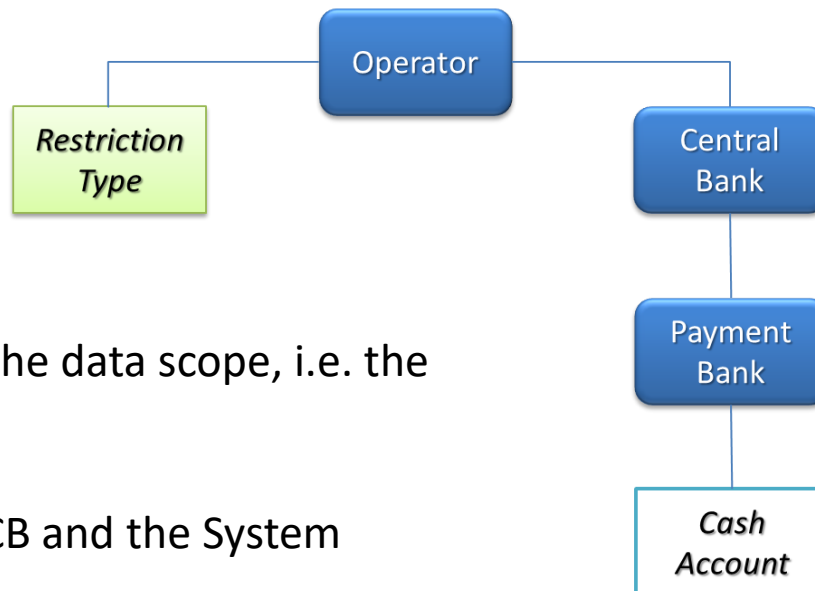 Operator
Restriction
Type
Central
Bank
Payment
Bank
he data scope, i.e. the
CB and the System
Cash
Account